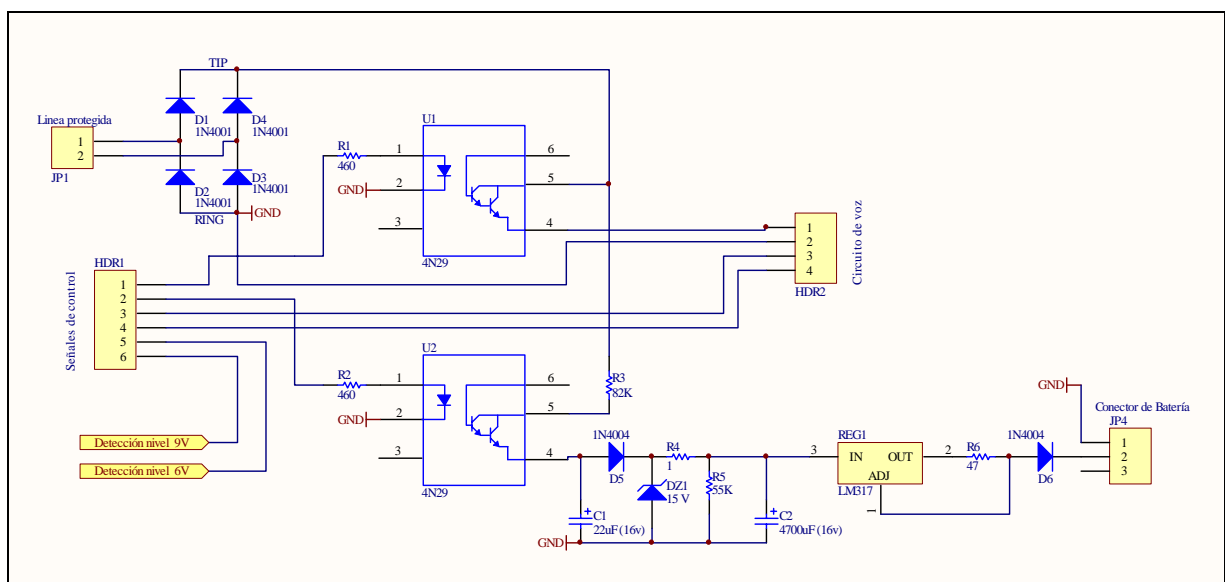 TIP
Linea protegida
1
2
JP1
D1
1N4001
D4
1N4001
D2
1N4001
D3
1N4001
RING
GND
R1
460
GND
U1
1
2
3
6
5
4
4N29
1
2
3
4
HDR2
Circuito de voz
HDR1
1
2
3
4
5
6
Señales de control
R2
460
GND
U2
1
2
3
6
5
4
4N29
R3
82K
Detección nivel 9V
Detección nivel 6V
1N4004
D5
R4
1
DZ1
15 V
R5
55K
C1
22uF(16v)
C2
4700uF(16v)
GND
REG1
3
IN
OUT
2
ADJ
LM317
1
R6
47
1N4004
D6
GND
Conector de Batería
JP4
1
2
3